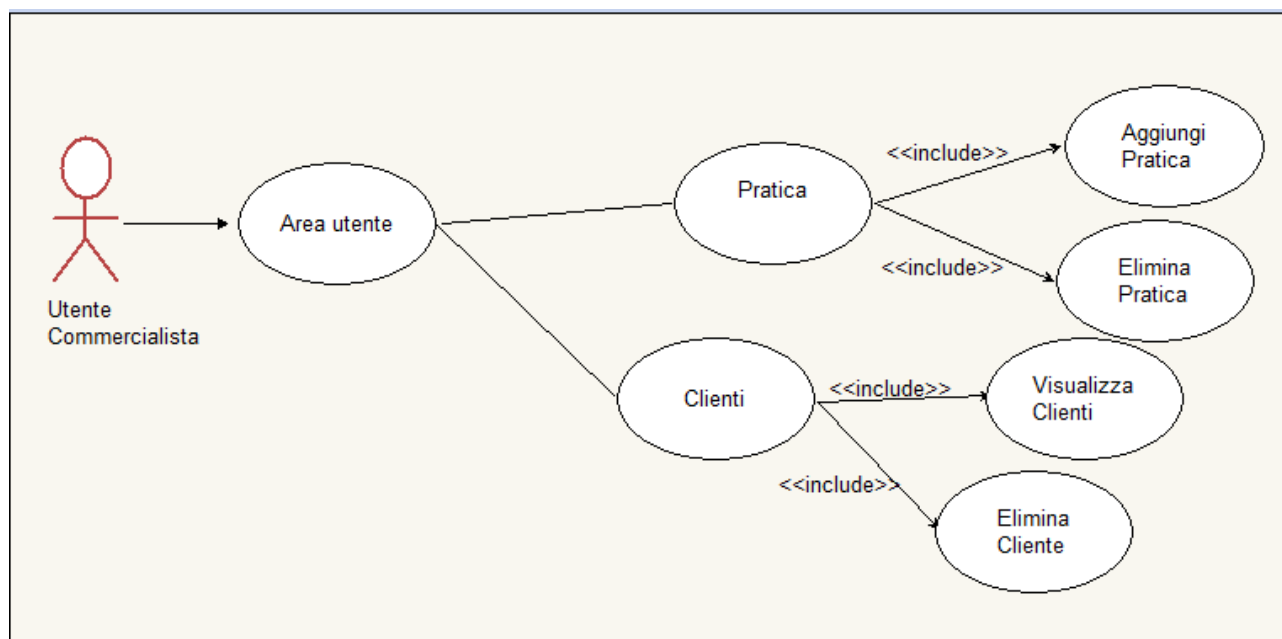 Utente
Commercialista
Area utente
Pratica
<<include>>
Aggiungi
Pratica
<<include>>
Elimina
Pratica
Clienti
<<include>>
Visualizza
Clienti
<<include>>
Elimina
Cliente